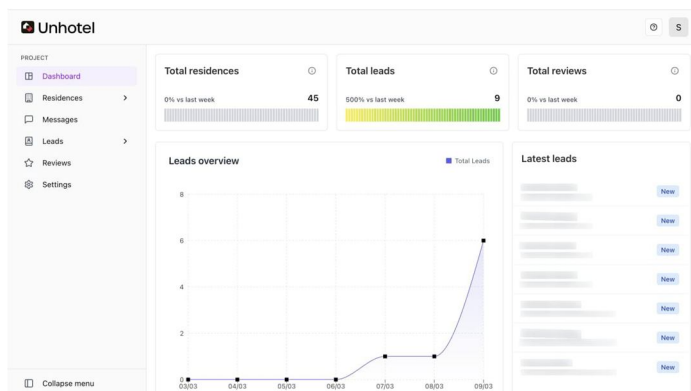 Unhotel
S
PROJECT
Dashboard
Residences
Messages
Leads
Reviews
Settings
Collapse menu
Total residences
0% vs last week 45
Total leads
500% vs last week 9
Total reviews
0% vs last week 0
Leads overview
Total Leads
8
6
4
2
0
03/03 04/03 05/03 06/03 07/03 08/03 09/03
Latest leads
New
New
New
New
New
New
New